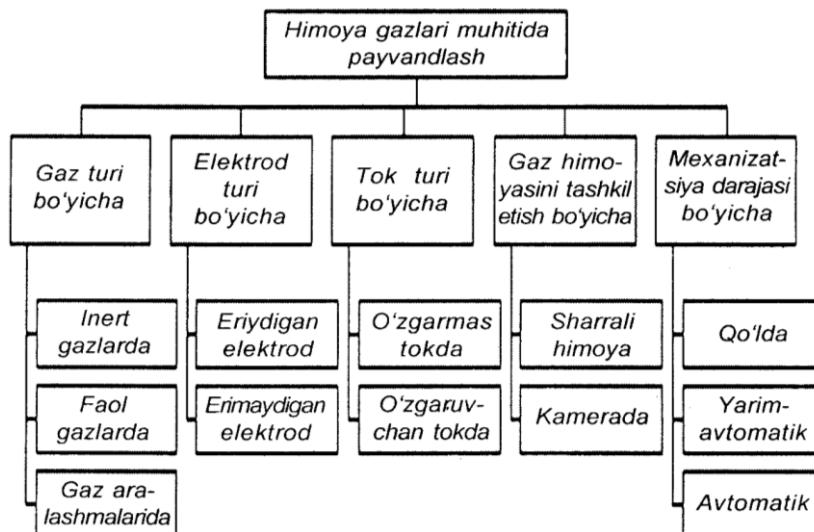 Himoya gazlari muhitida
payvandlash
Gaz turi
bo‘yicha
Elektrod
turi
bo‘yicha
Tok turi
bo‘yicha
Gaz himo-
yasini tashkil
etish bo‘yicha
Mexanizat-
siya darajasi
bo‘yicha
Inert
gazlarda
Faol
gazlarda
Gaz ara-
lashmalarida
Eriydigan
elektrod
Erimaydigan
elektrod
O‘zgarmas
tokda
O‘zgaruv-
chan tokda
Sharrali
himoya
Kamerada
Qo‘lda
Yarim-
avtomatik
Avtomatik